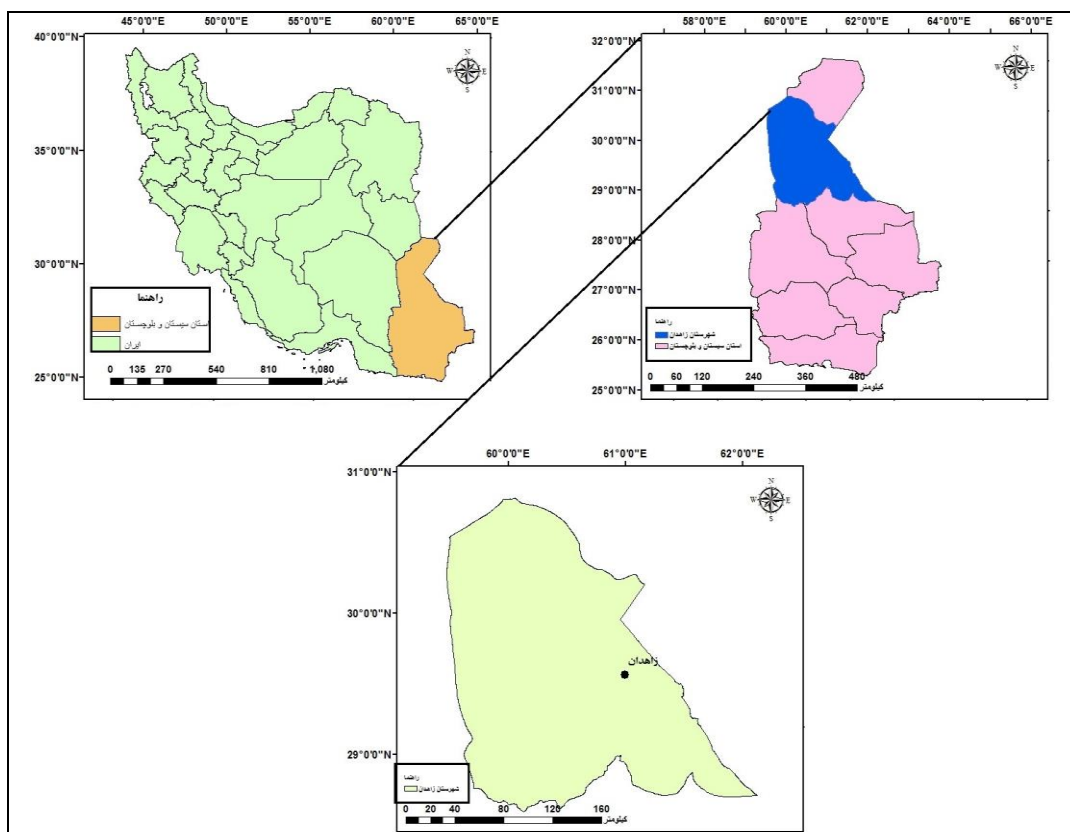 45°0'0"E 50°0'0"E 55°0'0"E 60°0'0"E 65°0'0"E
40°0'0"N
35°0'0"N
30°0'0"N
25°0'0"N
N
W E
S
راهنما
استان سیستان و بلوچستان
ایران
0 135 270 540 810 1,080
کیلومتر
58°0'0"E 60°0'0"E 62°0'0"E 64°0'0"E 66°0'0"E
32°0'0"N
31°0'0"N
30°0'0"N
29°0'0"N
28°0'0"N
27°0'0"N
26°0'0"N
25°0'0"N
N
W E
S
راهنما
شهرستان زاهدان
استان سیستان و بلوچستان
0 60 120 240 360 480
کیلومتر
60°0'0"E 61°0'0"E 62°0'0"E
31°0'0"N
30°0'0"N
29°0'0"N
N
W E
S
زاهدان
راهنما
شهرستان زاهدان
0 20 40 80 120 160
کیلومتر